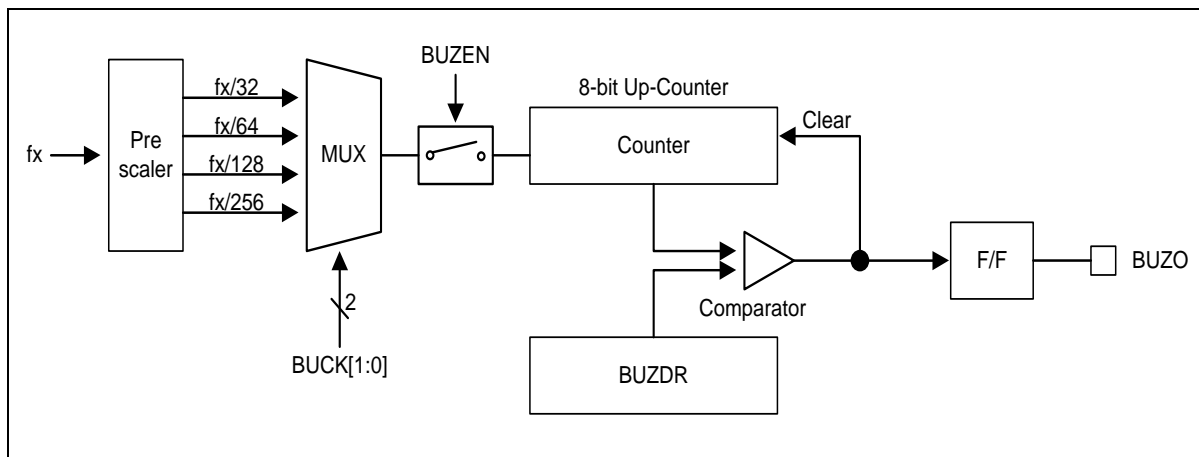 BUZEN
8-bit Up-Counter
fx
Pre
scaler
fx/32
fx/64
fx/128
fx/256
MUX
Counter
Clear
Comparator
F/F
BUZO
2
BUCK[1:0]
BUZDR